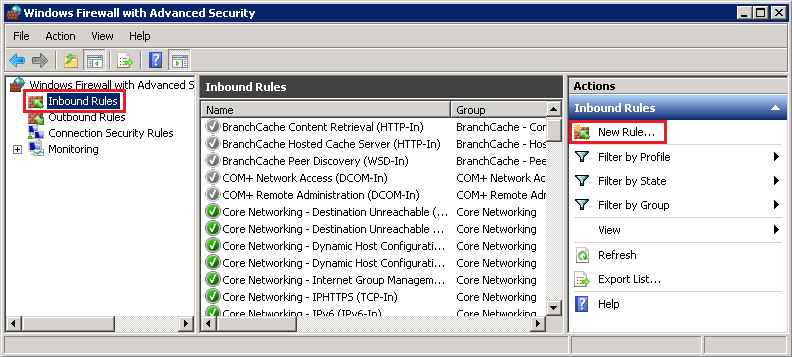 Windows Firewall with Advanced Security
File Action View Help
Windows Firewall with Advanced S
Inbound Rules
Outbound Rules
Connection Security Rules
Monitoring
Inbound Rules
Name Group
BranchCache Content Retrieval (HTTP-In) BranchCache - Cor
BranchCache Hosted Cache Server (HTTP-In) BranchCache - Hos
BranchCache Peer Discovery (WSD-In) BranchCache - Pee
COM+ Network Access (DCOM-In) COM+ Network Acc
COM+ Remote Administration (DCOM-In) COM+ Remote Adr
Core Networking - Destination Unreachable (... Core Networking
Core Networking - Destination Unreachable ... Core Networking
Core Networking - Dynamic Host Configurati... Core Networking
Core Networking - Dynamic Host Configurati... Core Networking
Core Networking - Internet Group Managem... Core Networking
Core Networking - IPHTTPS (TCP-In) Core Networking
Core Networking - IPv6 (IPv6-In) Core Networking
Actions
Inbound Rules
New Rule...
Filter by Profile
Filter by State
Filter by Group
View
Refresh
Export List...
Help